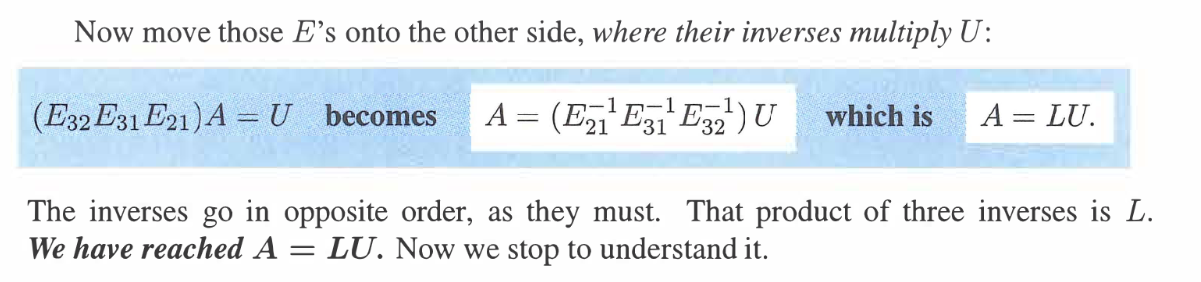 Now move those E's onto the other side, where their inverses multiply U:
(E₃₂E₃₁E₂₁)A = U becomes A = (E₂₁⁻¹E₃₁⁻¹E₃₂⁻¹)U which is A = LU.
The inverses go in opposite order, as they must. That product of three inverses is L.
We have reached A = LU. Now we stop to understand it.